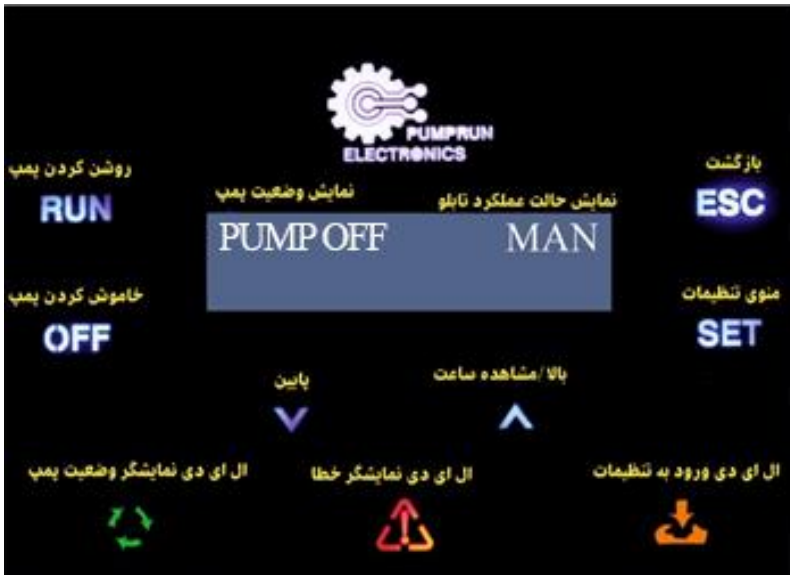 PUMPRUN
ELECTRONICS
روشن کردن پمپ
RUN
بازگشت
ESC
نمایش وضعیت پمپ
نمایش حالت عملکرد تابلو
PUMP OFF MAN
خاموش کردن پمپ
OFF
منوی تنظیمات
SET
پایین
بالا /مشاهده ساعت
ال ای دی نمایشگر وضعیت پمپ
ال ای دی نمایشگر خطا
ال ای دی ورود به تنظیمات